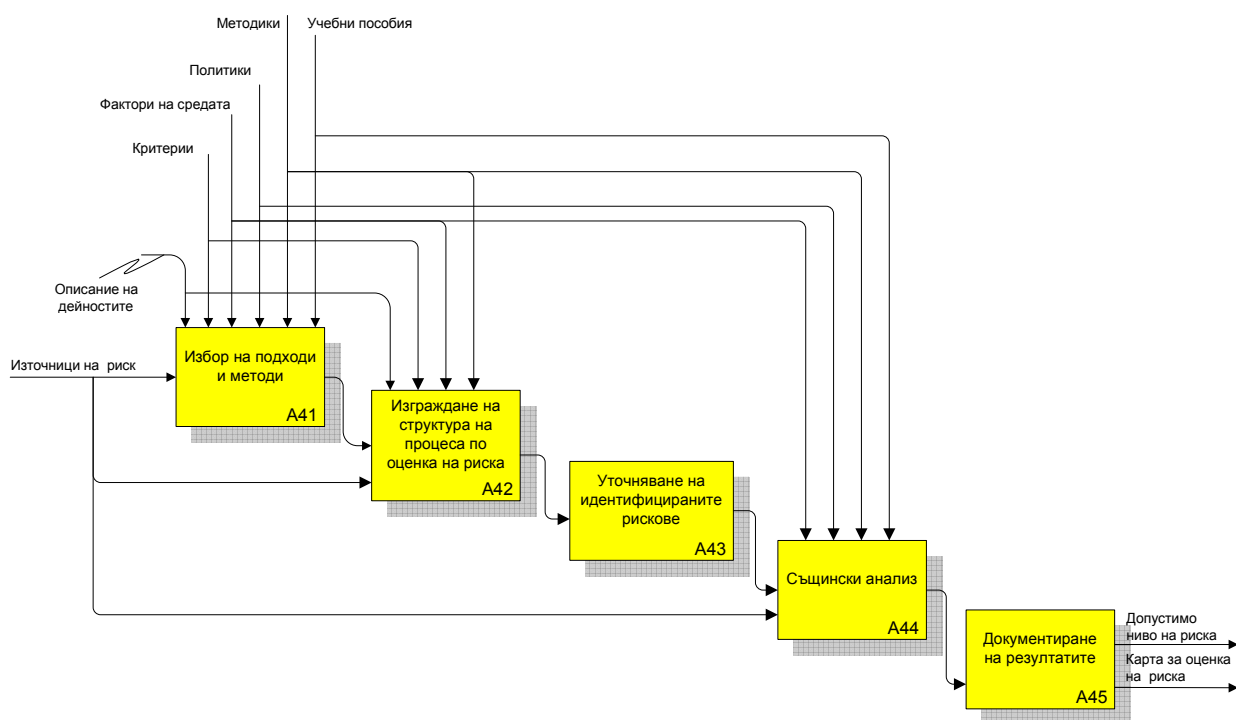 Методики
Учебни пособия
Политики
Фактори на средата
Критерии
Описание на
дейностите
Източници на риск
Избор на подходи
и методи
A41
Изграждане на
структура на
процеса по
оценка на риска
A42
Уточняване на
идентифицираните
рискове
A43
Същински анализ
A44
Документиране
на резултатите
A45
Допустимо
ниво на риска
Карта за оценка
на риска